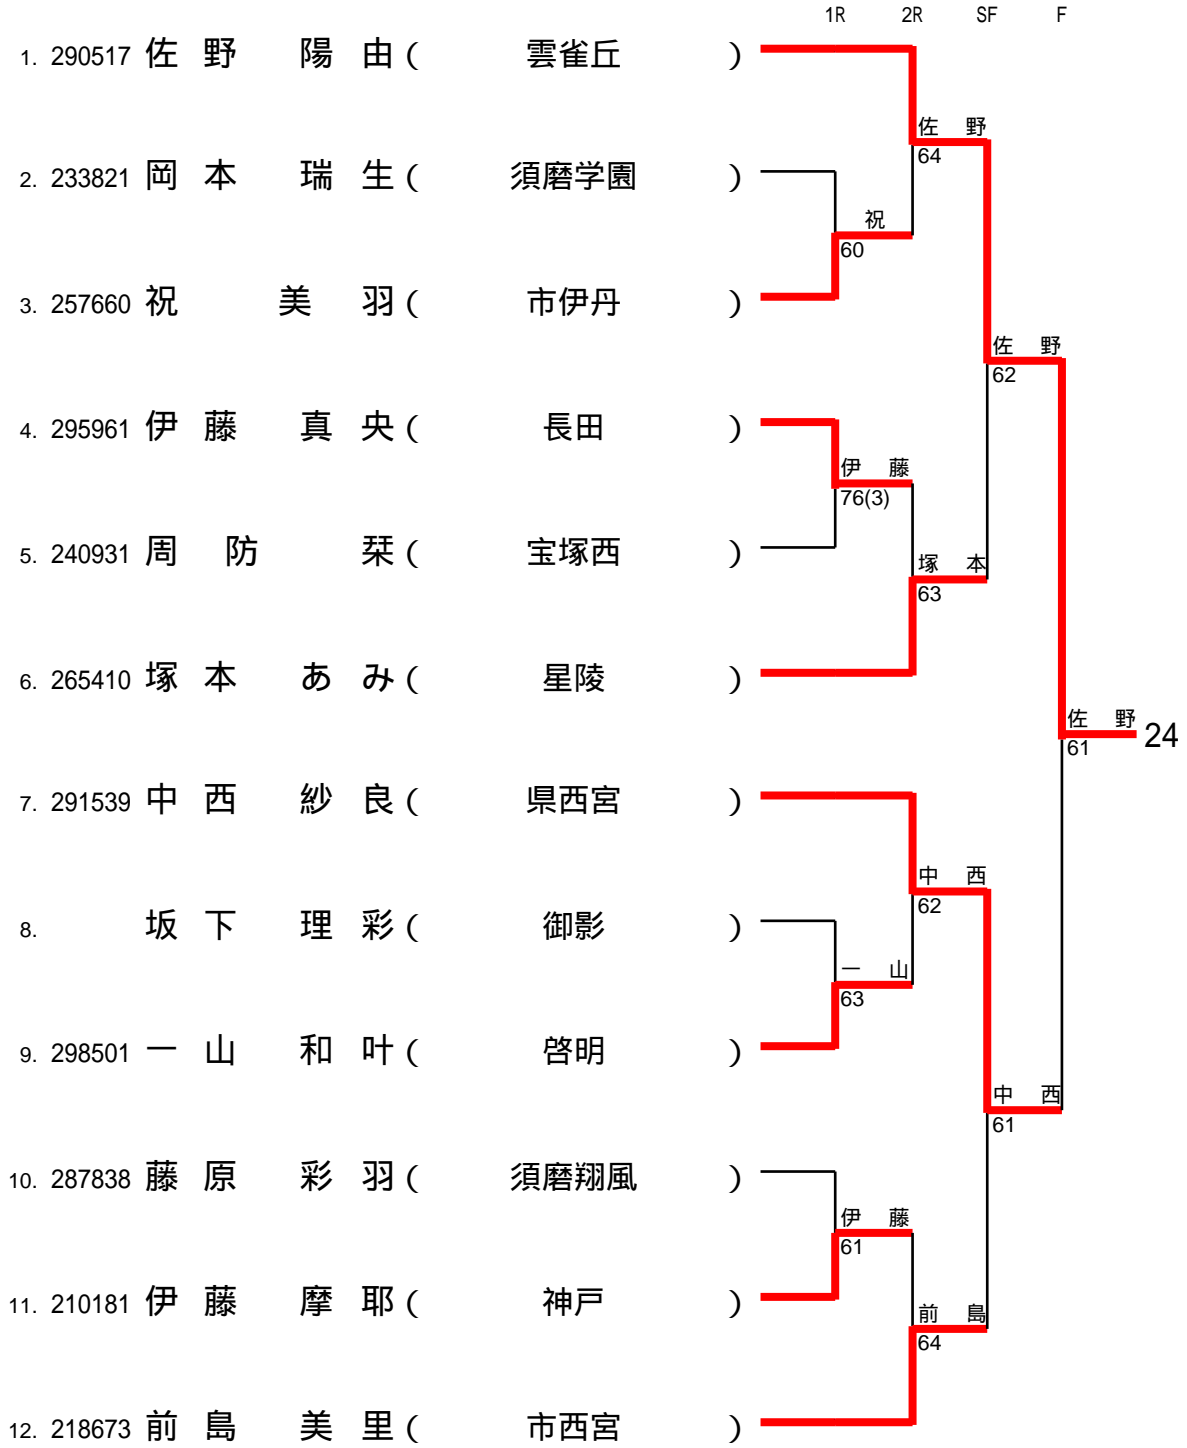 1R 2R SF F
1. 290517 佐野 陽由 ( 雲雀丘 )
佐野
64
2. 233821 岡本 瑞生 ( 須磨学園 )
祝
60
3. 257660 祝 美羽 ( 市伊丹 )
佐野
62
4. 295961 伊藤 真央 ( 長田 )
伊藤
76(3)
5. 240931 周防 栞 ( 宝塚西 )
塚本
63
6. 265410 塚本 あみ ( 星陵 )
佐野
61
24
7. 291539 中西 紗良 ( 県西宮 )
中西
62
8. 坂下 理彩 ( 御影 )
一山
63
9. 298501 一山 和叶 ( 啓明 )
中西
61
10. 287838 藤原 彩羽 ( 須磨翔風 )
伊藤
61
11. 210181 伊藤 摩耶 ( 神戸 )
前島
64
12. 218673 前島 美里 ( 市西宮 )